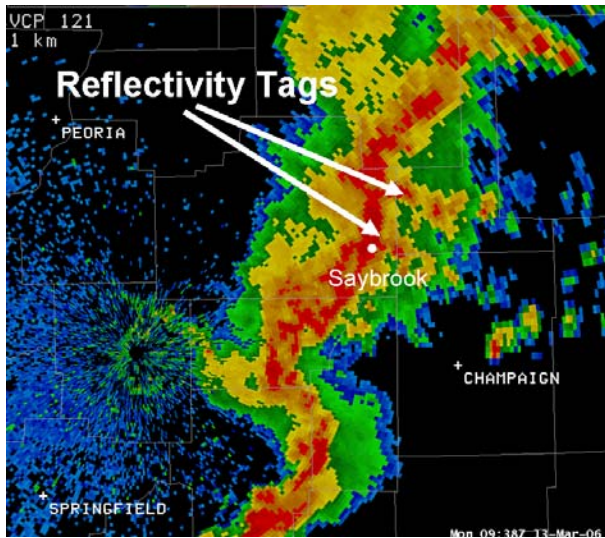 VCP 121
1 km
Reflectivity Tags
+PEORIA
Saybrook
+CHAMPAIGN
+SPRINGFIELD
Mon 09:38Z 13-Mar-06